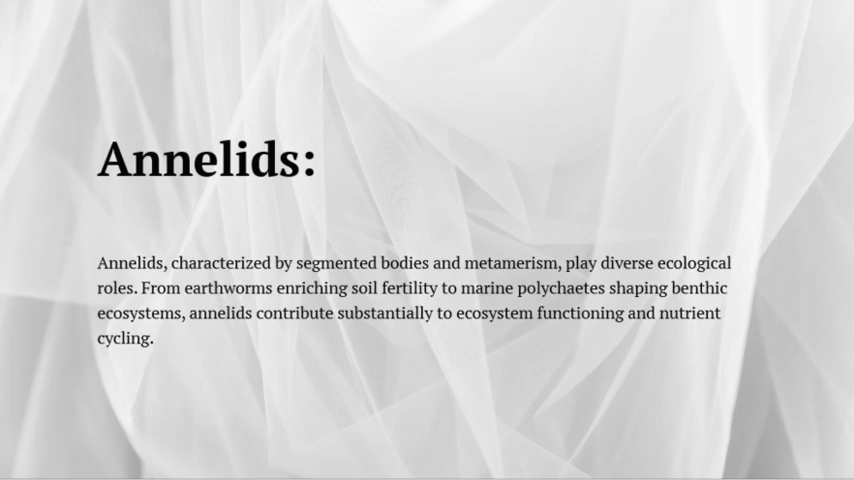 Annelids:
Annelids, characterized by segmented bodies and metamerism, play diverse ecological
roles. From earthworms enriching soil fertility to marine polychaetes shaping benthic
ecosystems, annelids contribute substantially to ecosystem functioning and nutrient
cycling.